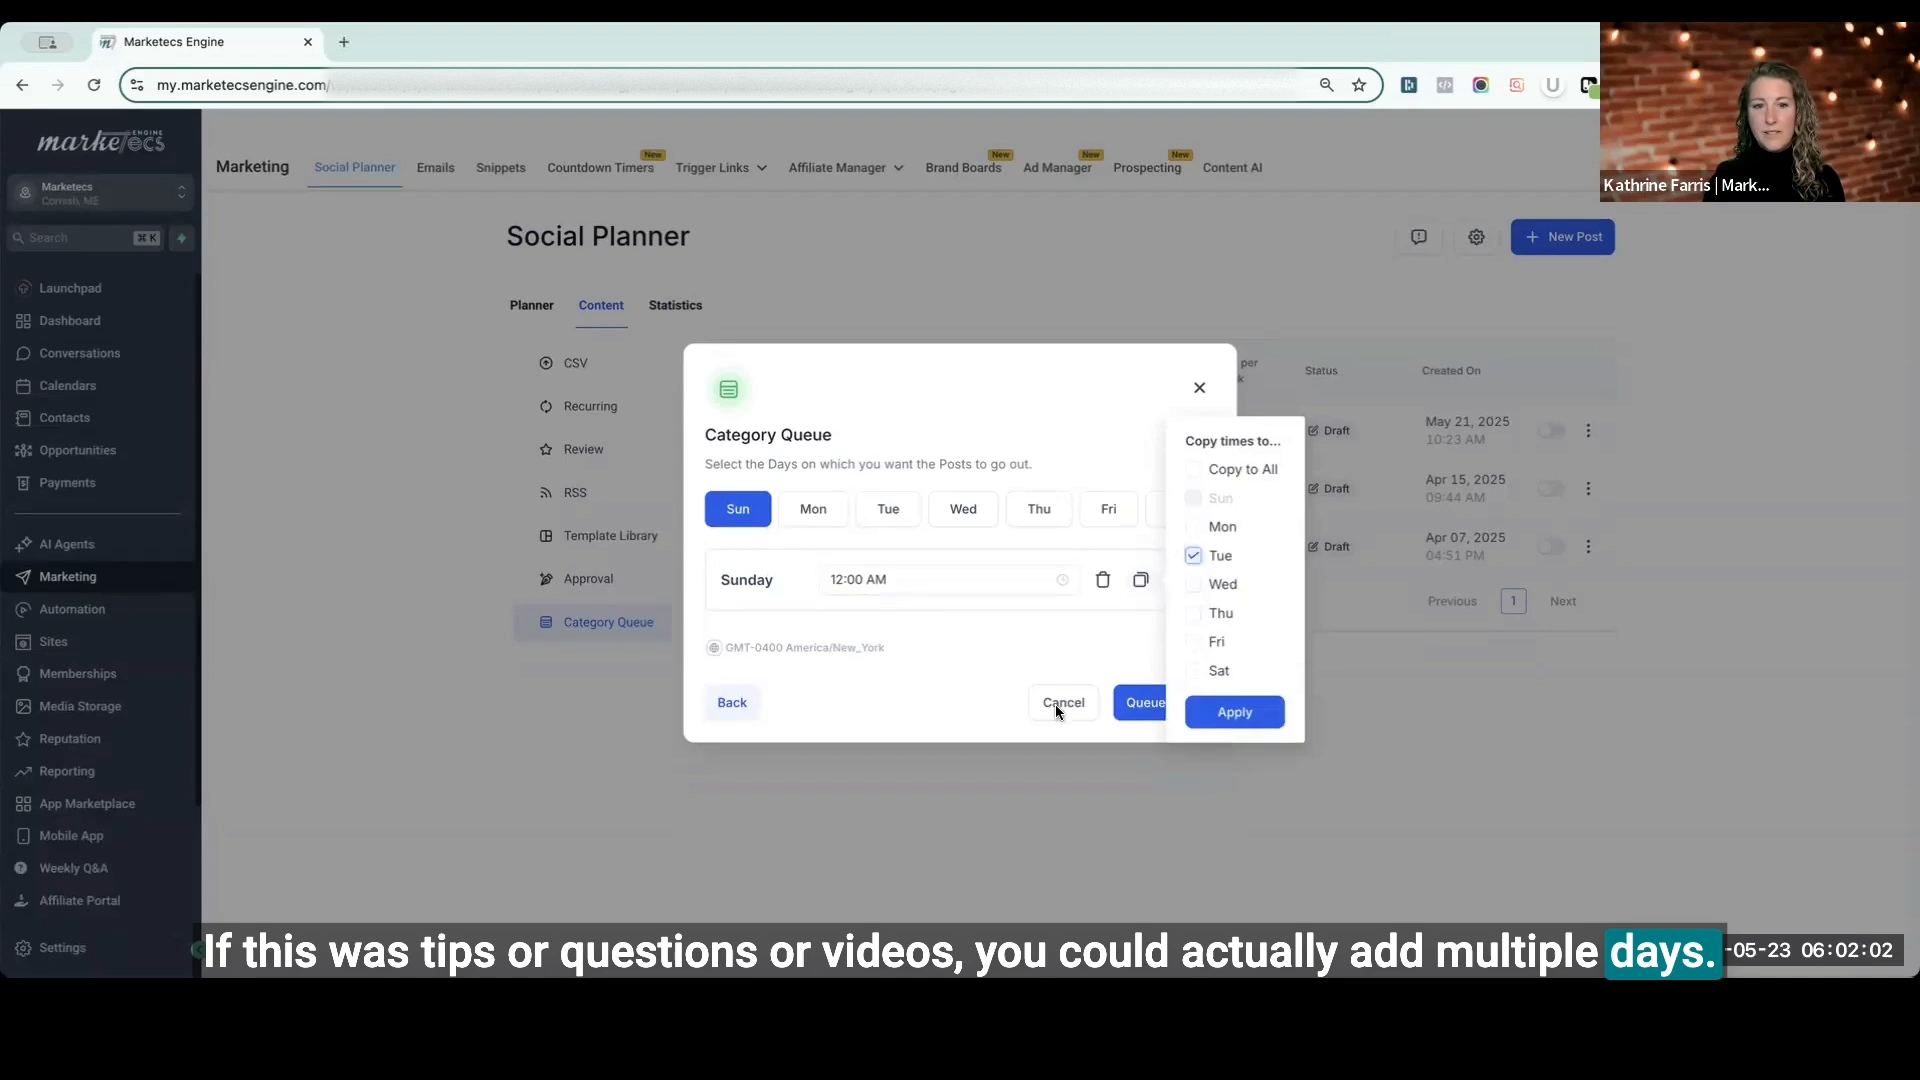 Marketecs Engine
my.marketecsengine.com/
Kathrine Farris | Mark...
marketecs
ENGINE
Marketecs
Cornish, ME
Search
⌘ K
Launchpad
Dashboard
Conversations
Calendars
Contacts
Opportunities
Payments
AI Agents
Marketing
Automation
Sites
Memberships
Media Storage
Reputation
Reporting
App Marketplace
Mobile App
Weekly Q&A
Affiliate Portal
Settings
Marketing
Social Planner
Emails
Snippets
Countdown Timers
New
Trigger Links
Affiliate Manager
Brand Boards
New
Ad Manager
New
Prospecting
New
Content AI
Social Planner
+ New Post
Planner
Content
Statistics
CSV
Recurring
Review
RSS
Template Library
Approval
Category Queue
per
k
Status
Created On
Draft
May 21, 2025
10:23 AM
Draft
Apr 15, 2025
09:44 AM
Draft
Apr 07, 2025
04:51 PM
Previous
1
Next
Category Queue
Select the Days on which you want the Posts to go out.
Sun
Mon
Tue
Wed
Thu
Fri
Sunday
12:00 AM
GMT-0400 America/New_York
Back
Cancel
Queue
Copy times to...
Copy to All
Sun
Mon
Tue
Wed
Thu
Fri
Sat
Apply
If this was tips or questions or videos, you could actually add multiple days.
-05-23 06:02:02